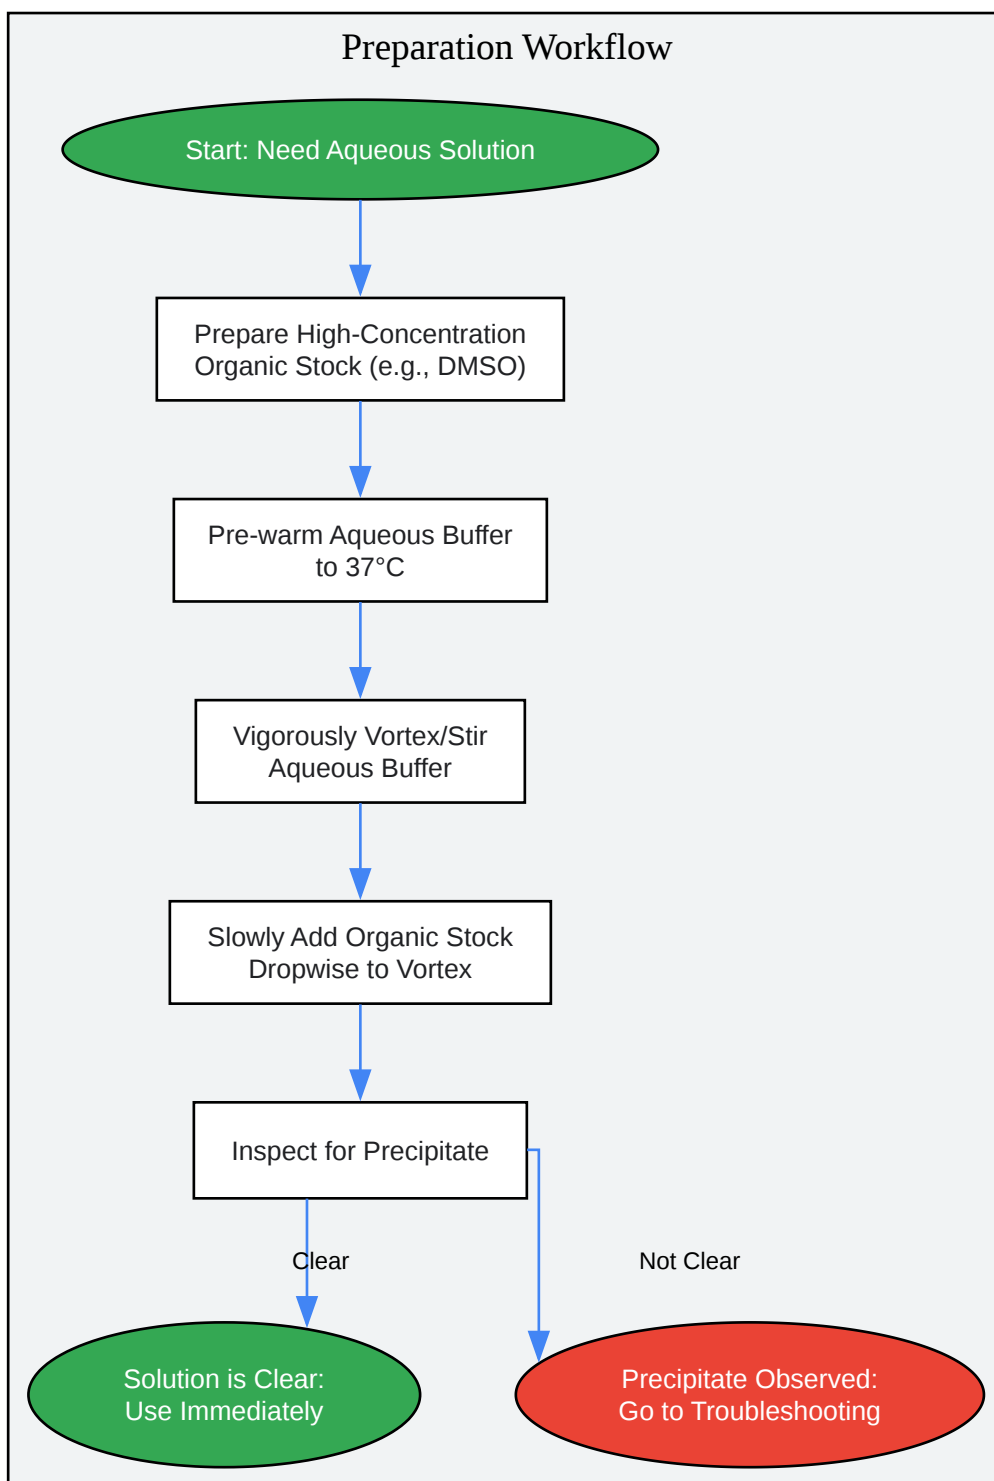 Preparation Workflow
Start: Need Aqueous Solution
Prepare High-Concentration
Organic Stock (e.g., DMSO)
Pre-warm Aqueous Buffer
to 37°C
Vigorously Vortex/Stir
Aqueous Buffer
Slowly Add Organic Stock
Dropwise to Vortex
Inspect for Precipitate
Clear
Not Clear
Solution is Clear:
Use Immediately
Precipitate Observed:
Go to Troubleshooting